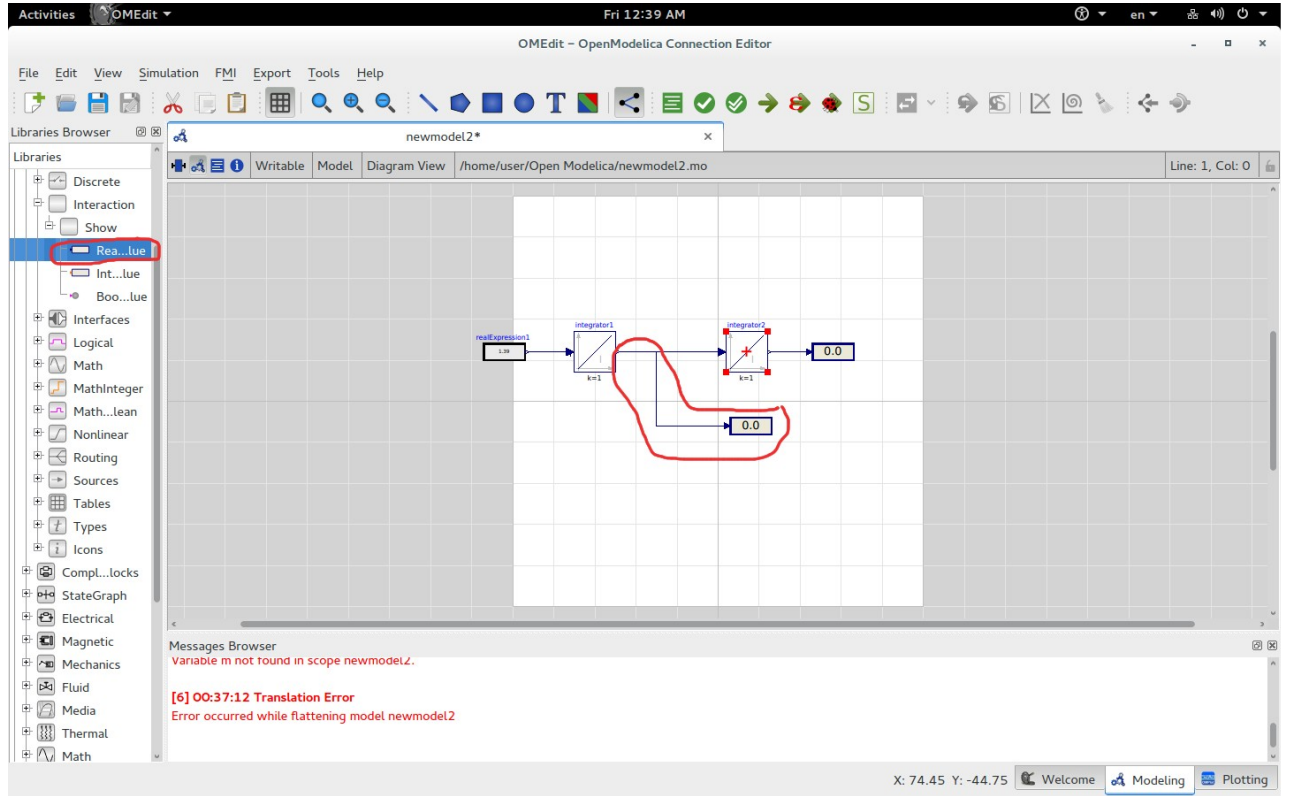 Activities OMEdit Fri 12:39 AM en
OMEdit – OpenModelica Connection Editor
File Edit View Simulation FMI Export Tools Help
T S
Libraries Browser newmodel2*
Libraries Writable Model Diagram View /home/user/Open Modelica/newmodel2.mo Line: 1, Col: 0
Discrete
Interaction
Show
Rea...lue
Int...lue
Boo...lue
Interfaces
Logical
Math
MathInteger
Math...lean
Nonlinear
Routing
Sources
Tables
Types
Icons
Compl...locks
StateGraph
Electrical
Magnetic
Mechanics
Fluid
Media
Thermal
Math
integrator1 integrator2
realExpression1
1.39 0.0
k=1 k=1
0.0
Messages Browser
Variable m not found in scope newmodel2.
[6] 00:37:12 Translation Error
Error occurred while flattening model newmodel2
X: 74.45 Y: -44.75 Welcome Modeling Plotting